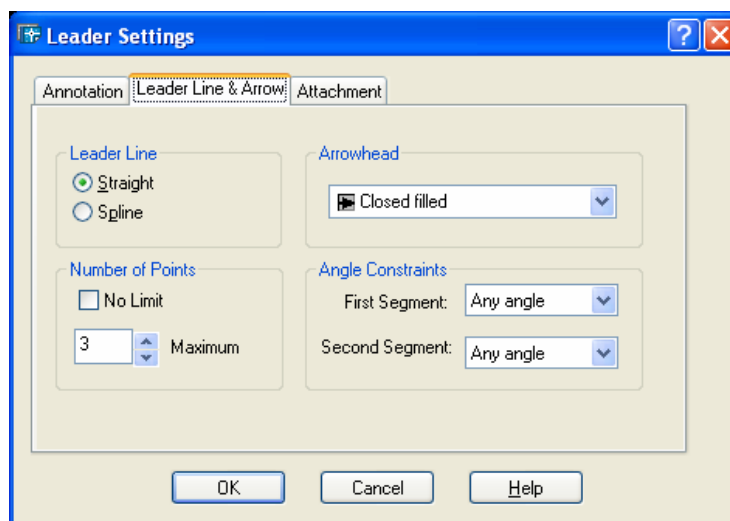 Leader Settings
Annotation
Leader Line & Arrow
Attachment
Leader Line
Straight
Spline
Arrowhead
Closed filled
Number of Points
No Limit
3 Maximum
Angle Constraints
First Segment: Any angle
Second Segment: Any angle
OK
Cancel
Help